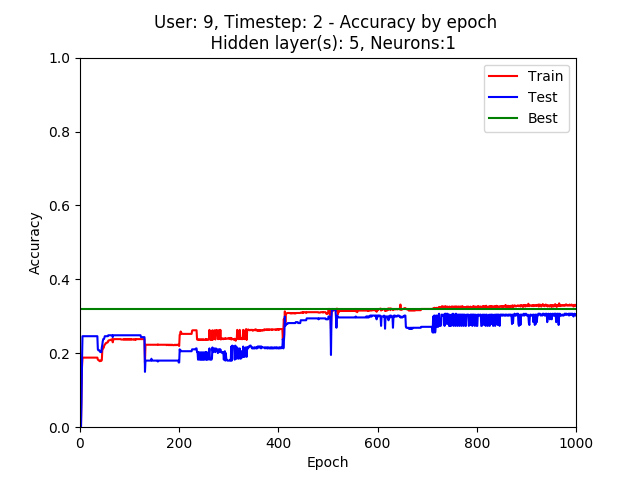 User: 9, Timestep: 2 - Accuracy by epoch
Hidden layer(s): 5, Neurons:1
Train
Test
Best
1.0
0.8
0.6
0.4
0.2
0.0
Accuracy
0 200 400 600 800 1000
Epoch